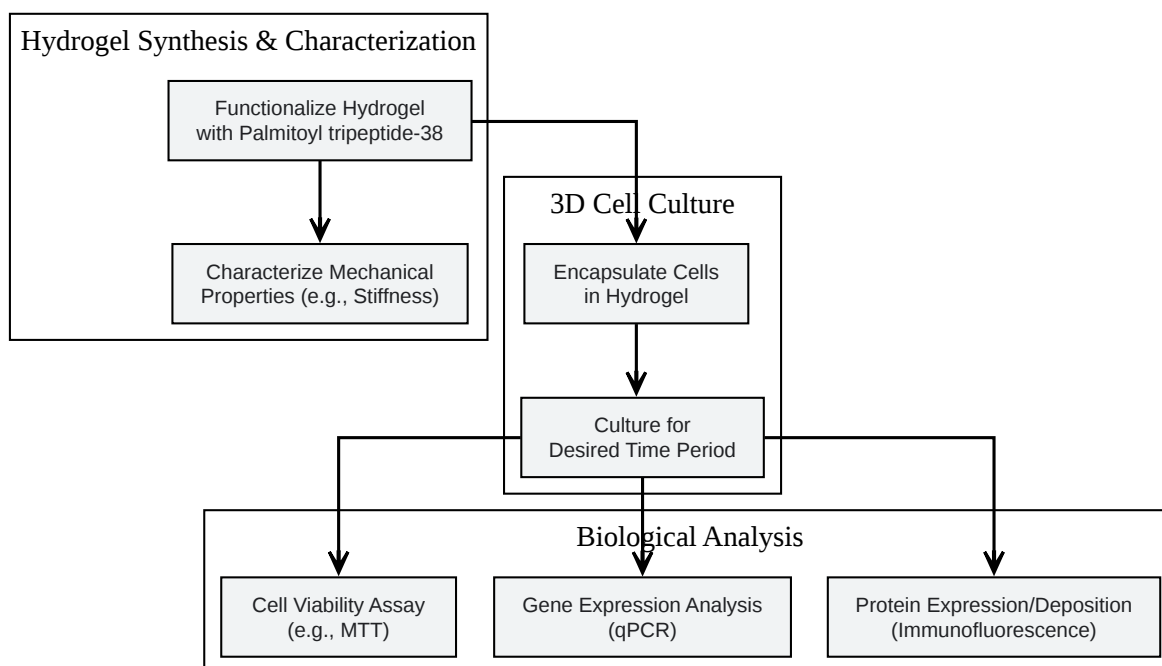 Hydrogel Synthesis & Characterization
Functionalize Hydrogel
with Palmitoyl tripeptide-38
Characterize Mechanical
Properties (e.g., Stiffness)
3D Cell Culture
Encapsulate Cells
in Hydrogel
Culture for
Desired Time Period
Biological Analysis
Cell Viability Assay
(e.g., MTT)
Gene Expression Analysis
(qPCR)
Protein Expression/Deposition
(Immunofluorescence)